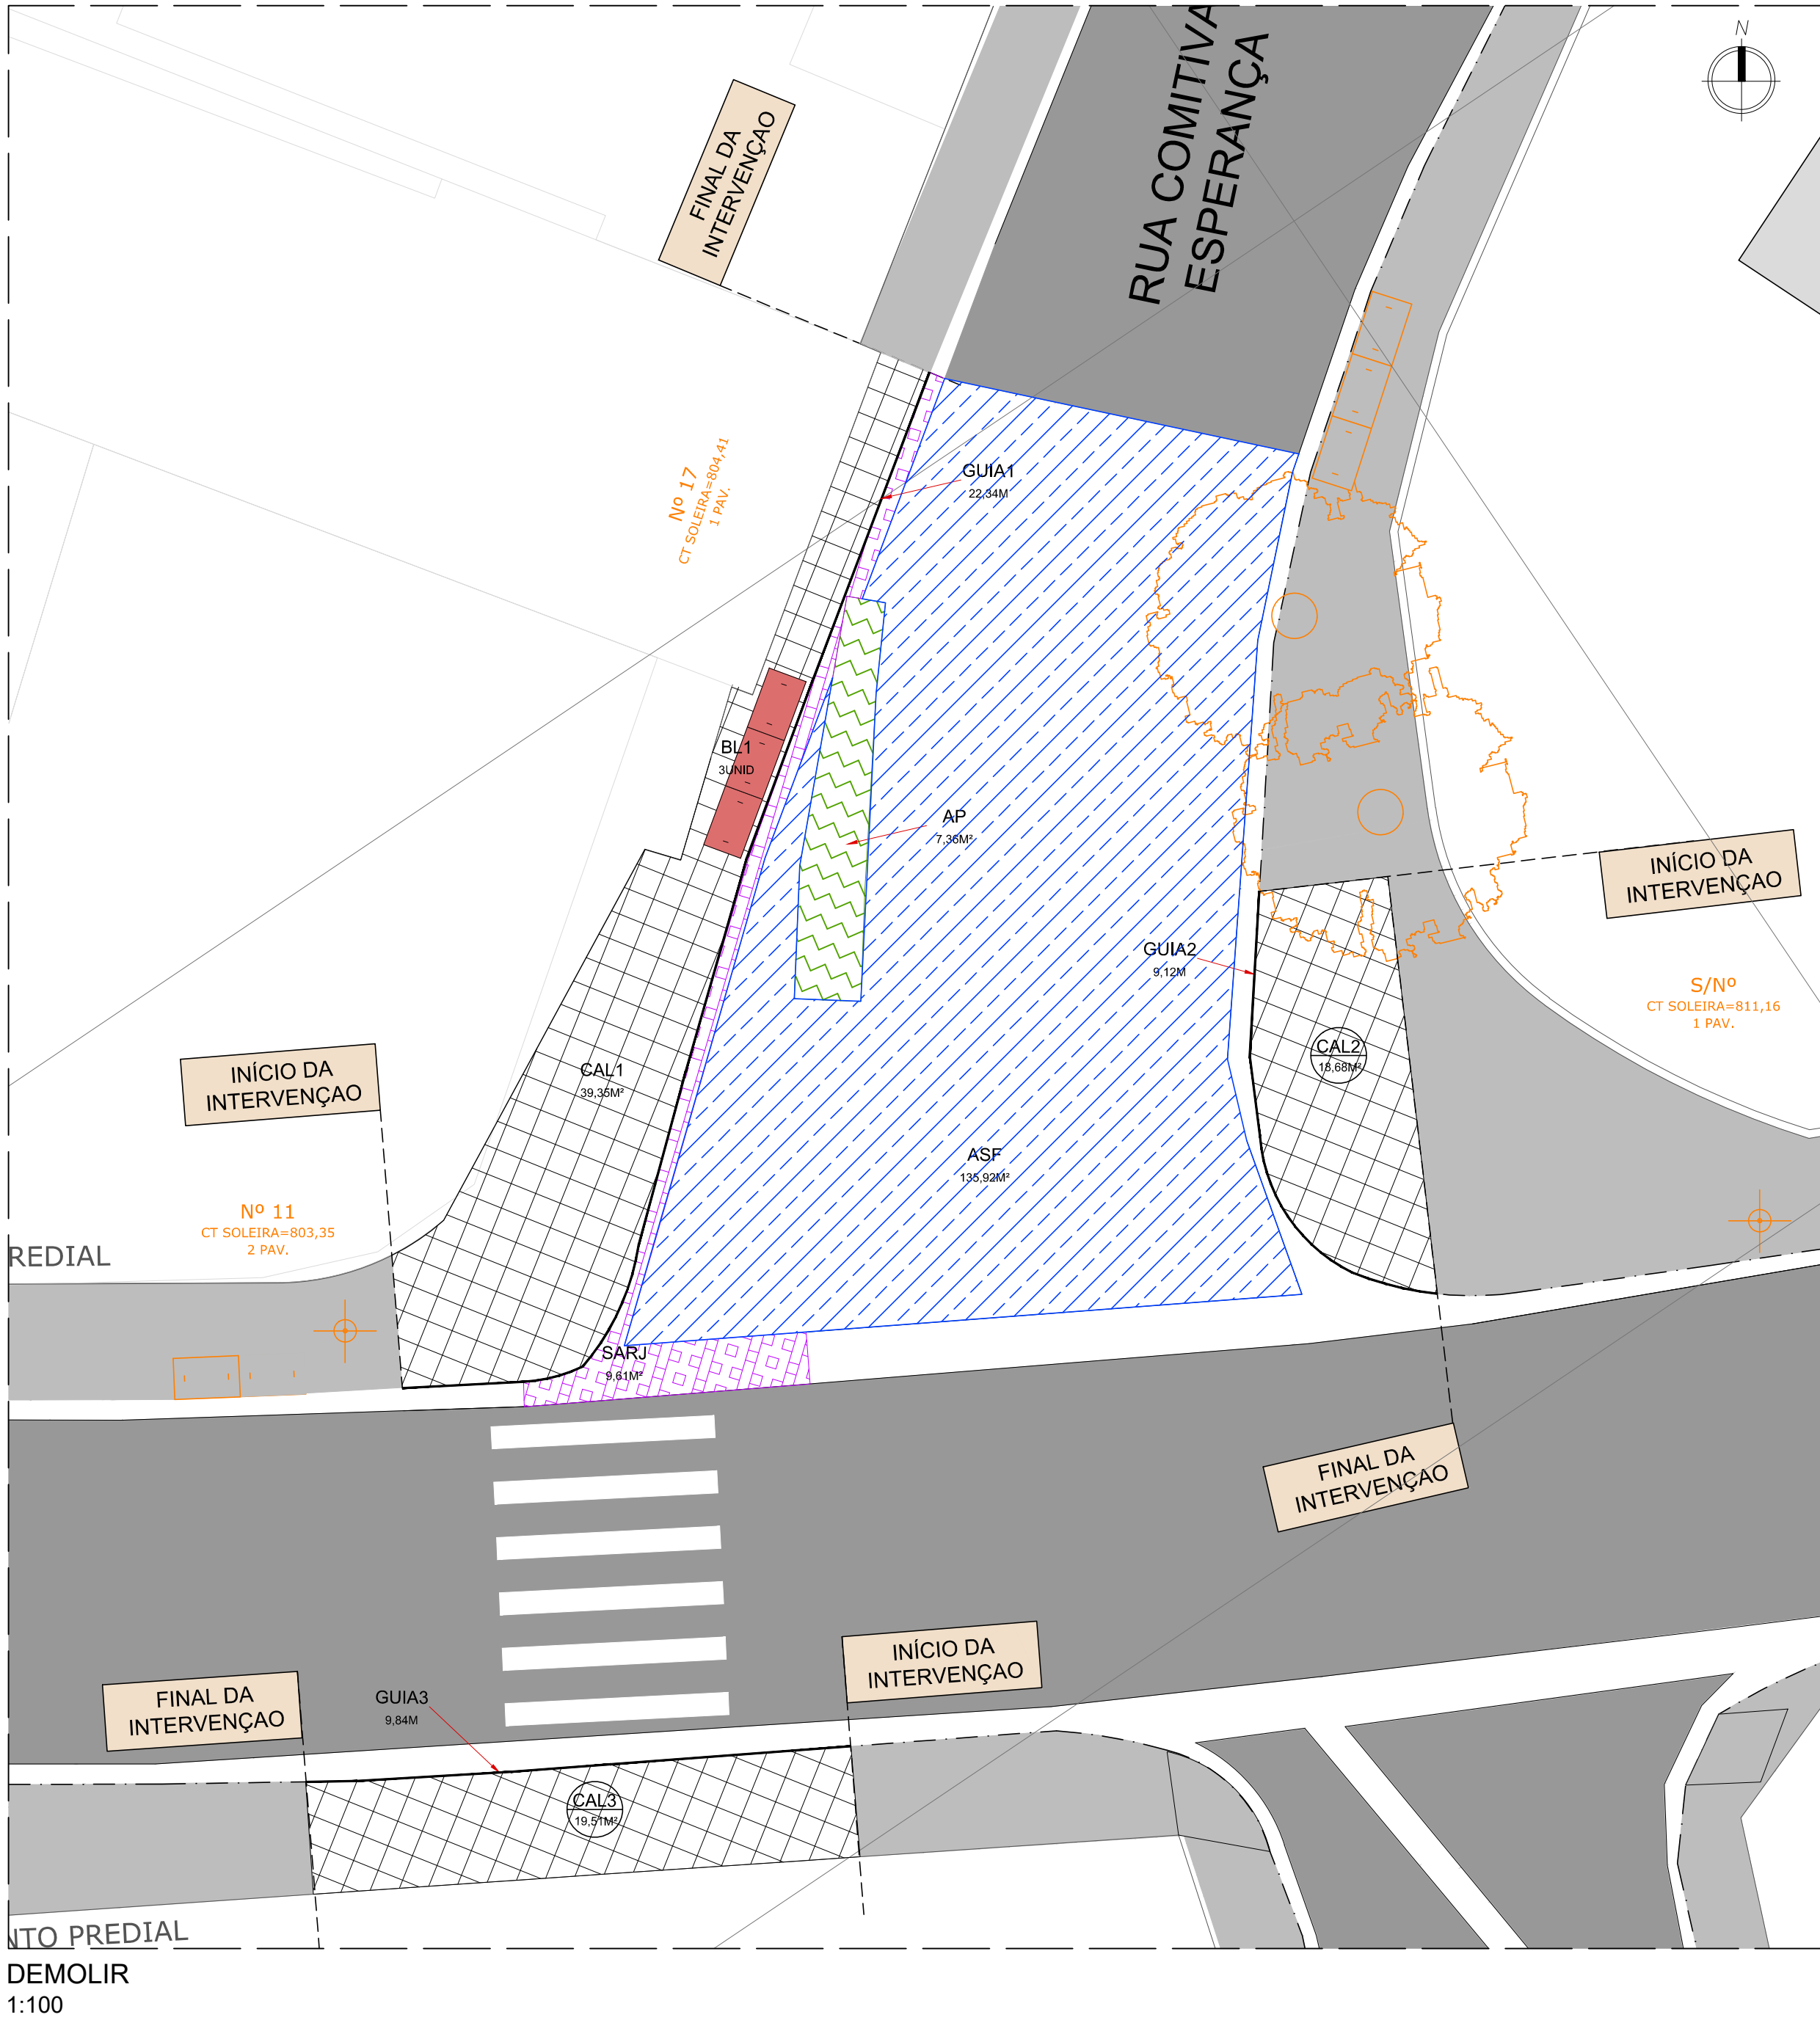 N
RUA COMITIVA
ESPERANÇA
FINAL DA
INTERVENÇAO
Nº 17
CT SOLEIRA=804,41
1 PAV.
GUIA1
22,34M
BL1
3UNID
AP
7,36M²
INÍCIO DA
INTERVENÇAO
GUIA2
9,12M
S/Nº
CT SOLEIRA=811,16
1 PAV.
CAL2
18,68M²
INÍCIO DA
INTERVENÇAO
CAL1
39,35M²
ASF
135,92M²
Nº 11
CT SOLEIRA=803,35
2 PAV.
REDIAL
SARJ
9,61M²
FINAL DA
INTERVENÇAO
INÍCIO DA
INTERVENÇAO
FINAL DA
INTERVENÇAO
GUIA3
9,84M
CAL3
19,51M²
NTO PREDIAL
DEMOLIR
1:100